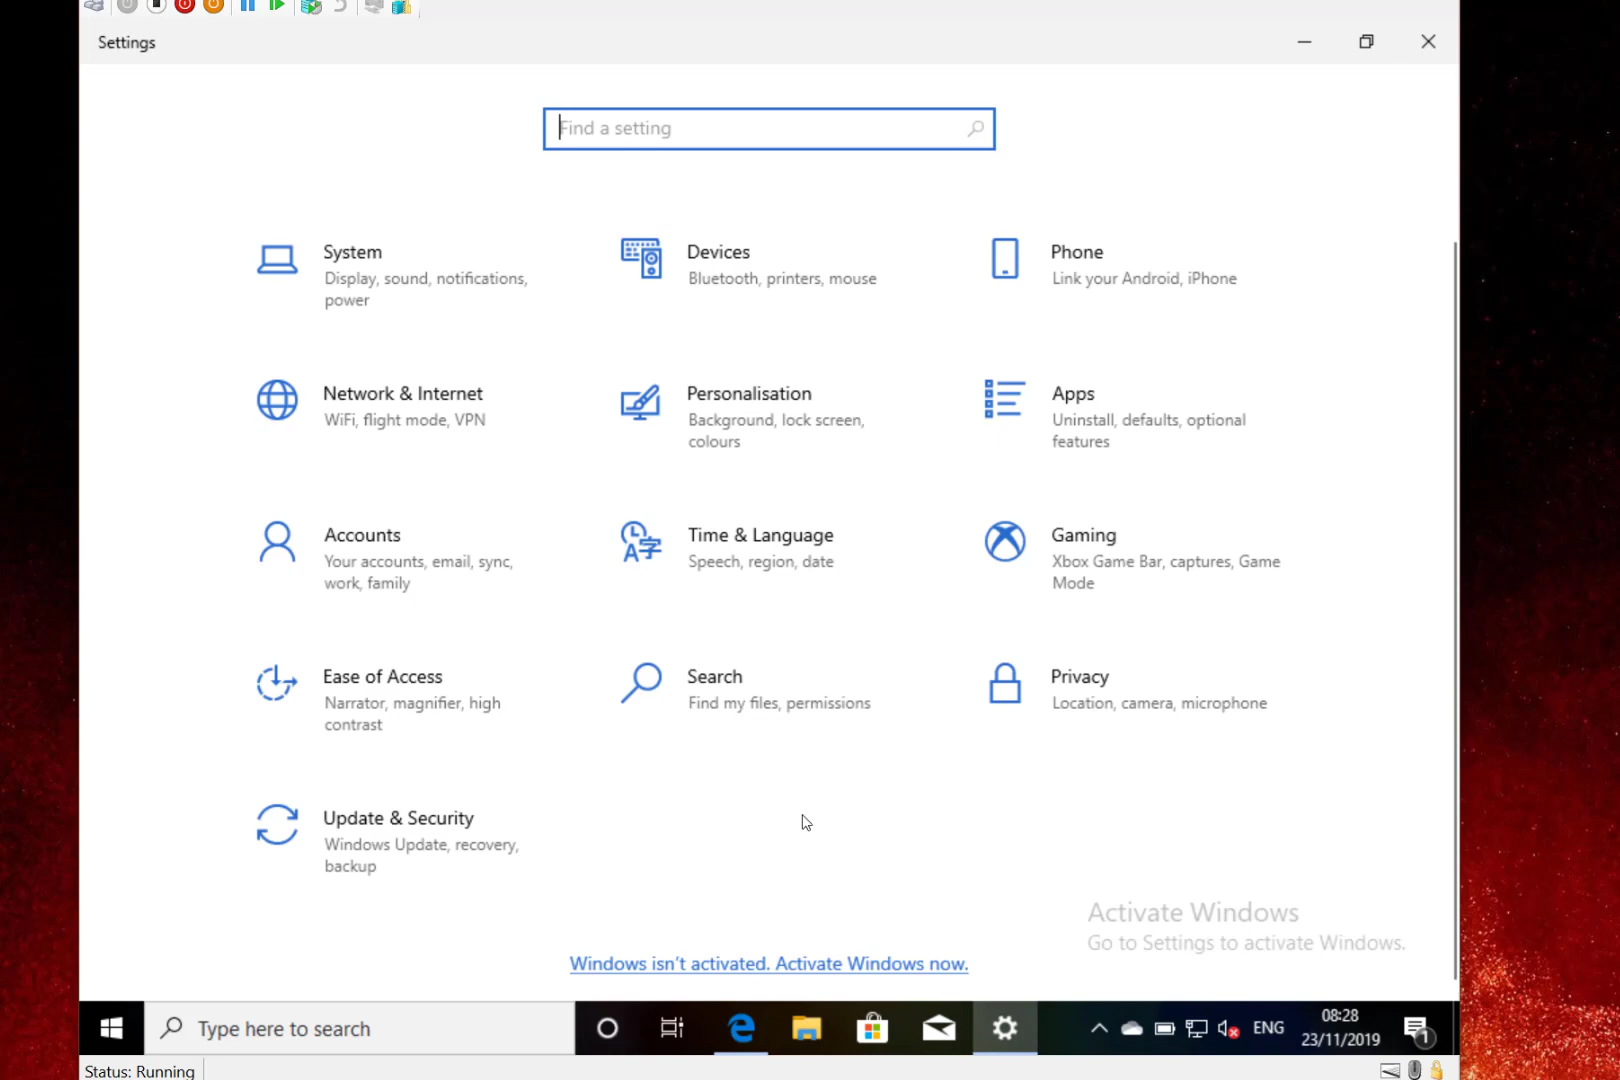 Settings
Find a setting
System
Display, sound, notifications,
power
Devices
Bluetooth, printers, mouse
Phone
Link your Android, iPhone
Network & Internet
WiFi, flight mode, VPN
Personalisation
Background, lock screen,
colours
Apps
Uninstall, defaults, optional
features
Accounts
Your accounts, email, sync,
work, family
Time & Language
Speech, region, date
Gaming
Xbox Game Bar, captures, Game
Mode
Ease of Access
Narrator, magnifier, high
contrast
Search
Find my files, permissions
Privacy
Location, camera, microphone
Update & Security
Windows Update, recovery,
backup
Activate Windows
Go to Settings to activate Windows.
Windows isn't activated. Activate Windows now.
Type here to search
ENG
08:28
23/11/2019
1
Status: Running